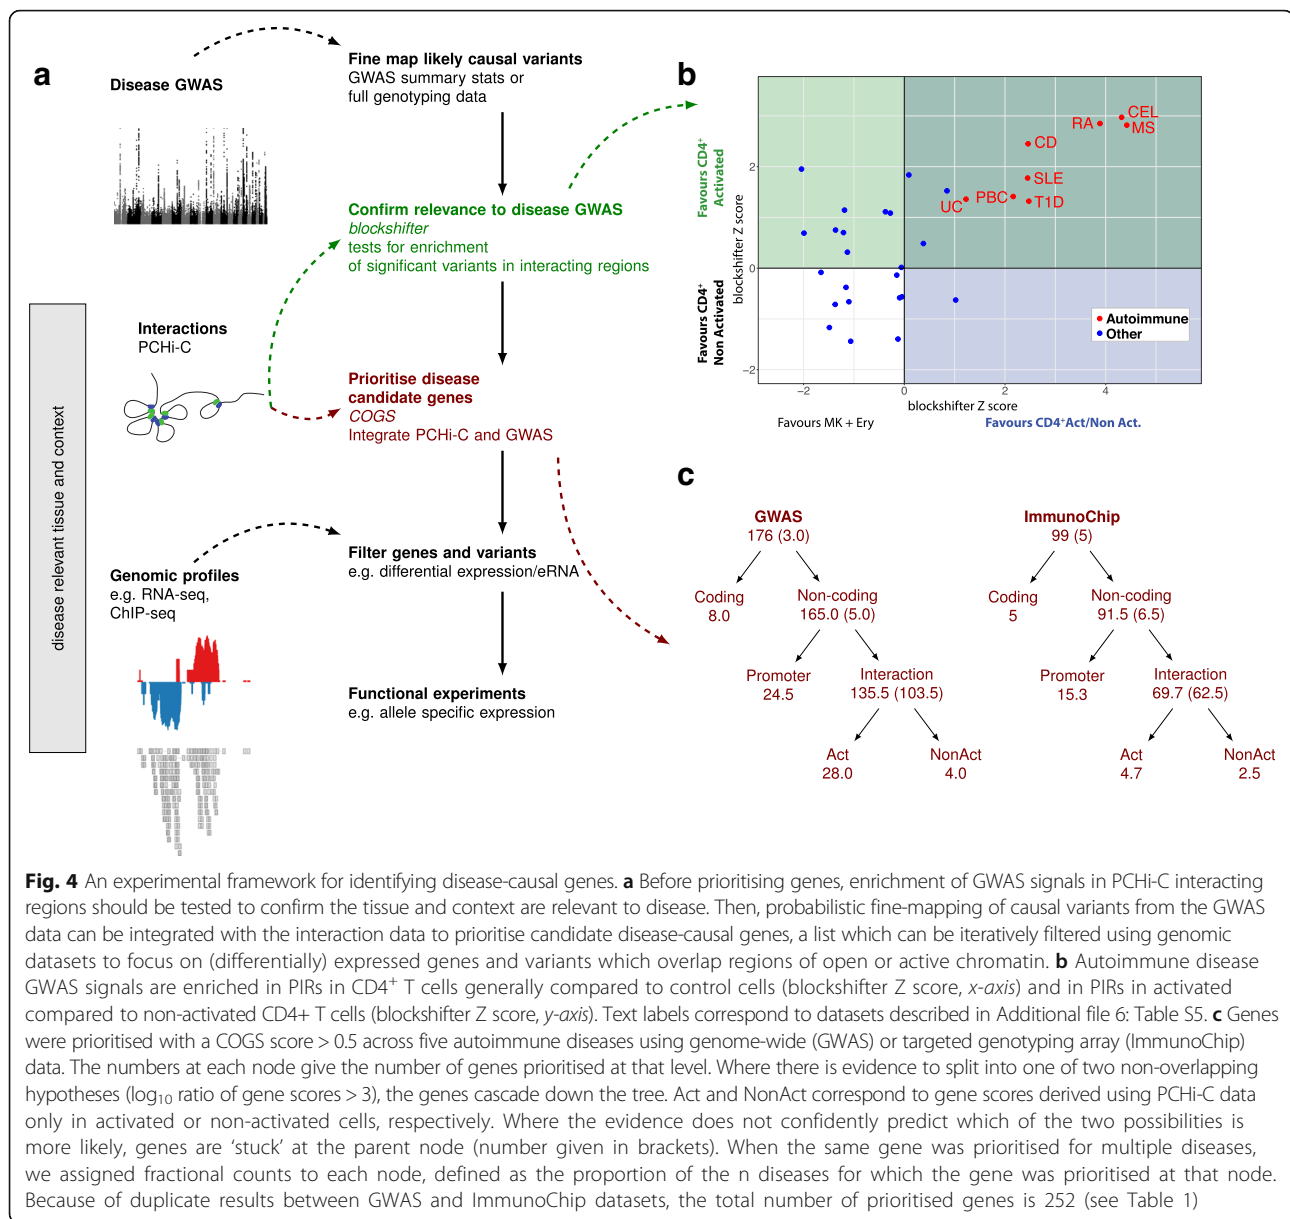 a
Disease GWAS
Fine map likely causal variants
GWAS summary stats or
full genotyping data
Confirm relevance to disease GWAS
blockshifter
tests for enrichment
of significant variants in interacting regions
Interactions
PCHi-C
Prioritise disease
candidate genes
COGS
Integrate PCHi-C and GWAS
disease relevant tissue and context
Genomic profiles
e.g. RNA-seq,
ChIP-seq
Filter genes and variants
e.g. differential expression/eRNA
Functional experiments
e.g. allele specific expression
b
Favours CD4+
Activated
Favours CD4+
Non Activated
blockshifter Z score
2
0
−2
CEL
RA
MS
CD
SLE
PBC
T1D
UC
Autoimmune
Other
−2
0
2
4
blockshifter Z score
Favours MK + Ery
Favours CD4+Act/Non Act.
c
GWAS
176 (3.0)
Coding
8.0
Non-coding
165.0 (5.0)
Promoter
24.5
Interaction
135.5 (103.5)
Act
28.0
NonAct
4.0
ImmunoChip
99 (5)
Coding
5
Non-coding
91.5 (6.5)
Promoter
15.3
Interaction
69.7 (62.5)
Act
4.7
NonAct
2.5
Fig. 4 An experimental framework for identifying disease-causal genes. a Before prioritising genes, enrichment of GWAS signals in PCHi-C interacting
regions should be tested to confirm the tissue and context are relevant to disease. Then, probabilistic fine-mapping of causal variants from the GWAS
data can be integrated with the interaction data to prioritise candidate disease-causal genes, a list which can be iteratively filtered using genomic
datasets to focus on (differentially) expressed genes and variants which overlap regions of open or active chromatin. b Autoimmune disease
GWAS signals are enriched in PIRs in CD4+ T cells generally compared to control cells (blockshifter Z score, x-axis) and in PIRs in activated
compared to non-activated CD4+ T cells (blockshifter Z score, y-axis). Text labels correspond to datasets described in Additional file 6: Table S5. c Genes
were prioritised with a COGS score > 0.5 across five autoimmune diseases using genome-wide (GWAS) or targeted genotyping array (ImmunoChip)
data. The numbers at each node give the number of genes prioritised at that level. Where there is evidence to split into one of two non-overlapping
hypotheses (log10 ratio of gene scores > 3), the genes cascade down the tree. Act and NonAct correspond to gene scores derived using PCHi-C data
only in activated or non-activated cells, respectively. Where the evidence does not confidently predict which of the two possibilities is
more likely, genes are ‘stuck’ at the parent node (number given in brackets). When the same gene was prioritised for multiple diseases,
we assigned fractional counts to each node, defined as the proportion of the n diseases for which the gene was prioritised at that node.
Because of duplicate results between GWAS and ImmunoChip datasets, the total number of prioritised genes is 252 (see Table 1)